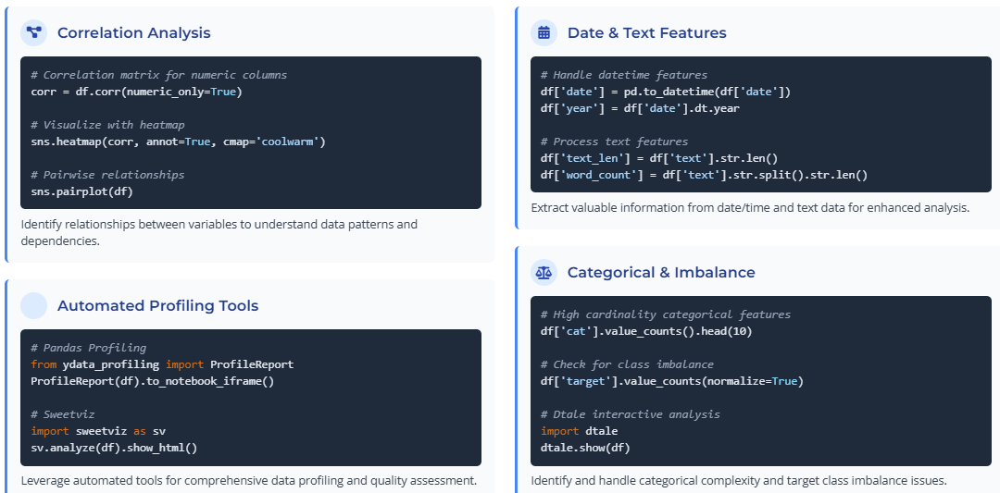 Correlation Analysis
# Correlation matrix for numeric columns
corr = df.corr(numeric_only=True)
# Visualize with heatmap
sns.heatmap(corr, annot=True, cmap='coolwarm')
# Pairwise relationships
sns.pairplot(df)
Identify relationships between variables to understand data patterns and
dependencies.
Automated Profiling Tools
# Pandas Profiling
from ydata_profiling import ProfileReport
ProfileReport(df).to_notebook_iframe()
# Sweetviz
import sweetviz as sv
sv.analyze(df).show_html()
Leverage automated tools for comprehensive data profiling and quality assessment.
Date & Text Features
# Handle datetime features
df['date'] = pd.to_datetime(df['date'])
df['year'] = df['date'].dt.year
# Process text features
df['text_len'] = df['text'].str.len()
df['word_count'] = df['text'].str.split().str.len()
Extract valuable information from date/time and text data for enhanced analysis.
Categorical & Imbalance
# High cardinality categorical features
df['cat'].value_counts().head(10)
# Check for class imbalance
df['target'].value_counts(normalize=True)
# Dtale interactive analysis
import dtale
dtale.show(df)
Identify and handle categorical complexity and target class imbalance issues.